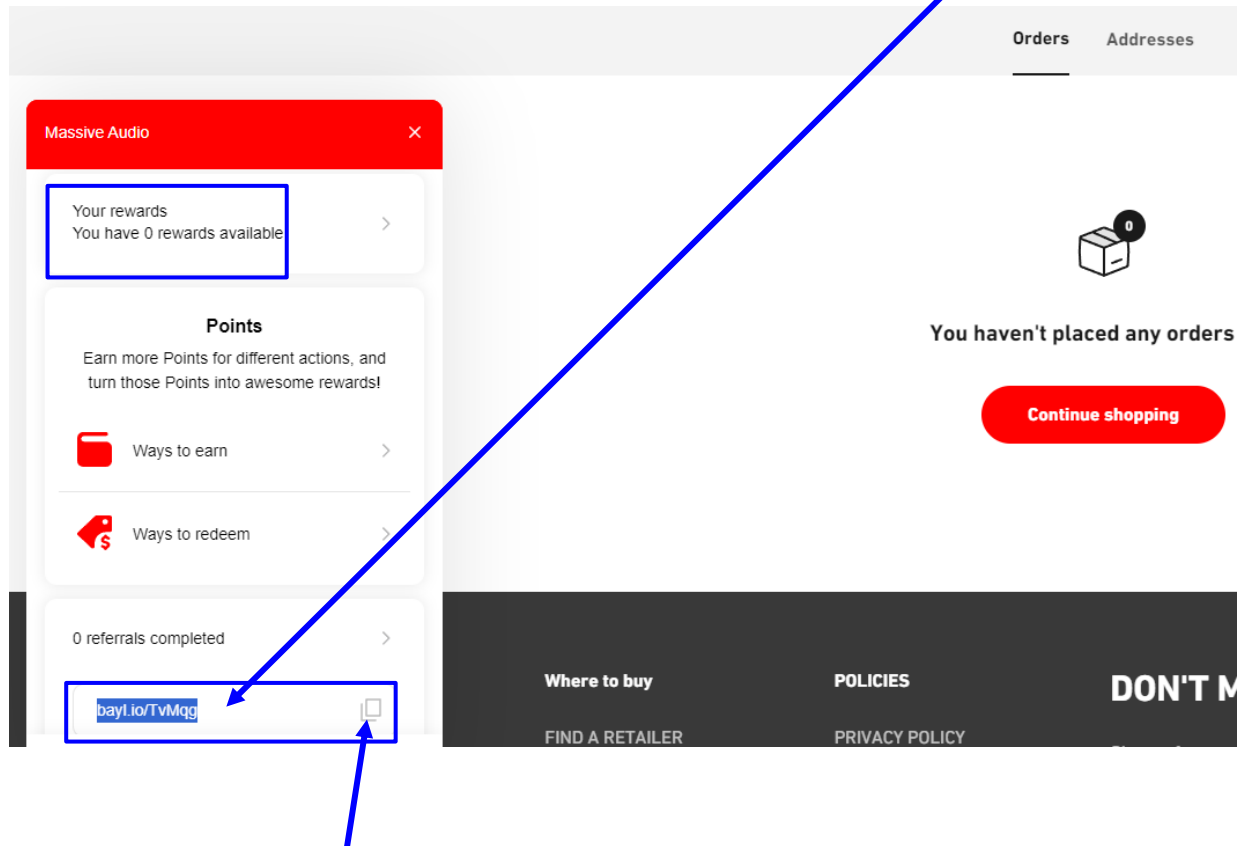 Orders Addresses
Massive Audio
Your rewards
You have 0 rewards available
0
Points
Earn more Points for different actions, and
turn those Points into awesome rewards!
You haven't placed any orders
Continue shopping
Ways to earn
Ways to redeem
0 referrals completed
bayl.io/TvMqg
Where to buy
FIND A RETAILER
POLICIES
PRIVACY POLICY
DON'T M